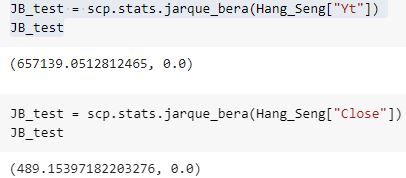 JB_test = scp.stats.jarque_bera(Hang_Seng["Yt"])
JB_test
(657139.0512812465, 0.0)
JB_test = scp.stats.jarque_bera(Hang_Seng["Close"])
JB_test
(489.15397182203276, 0.0)